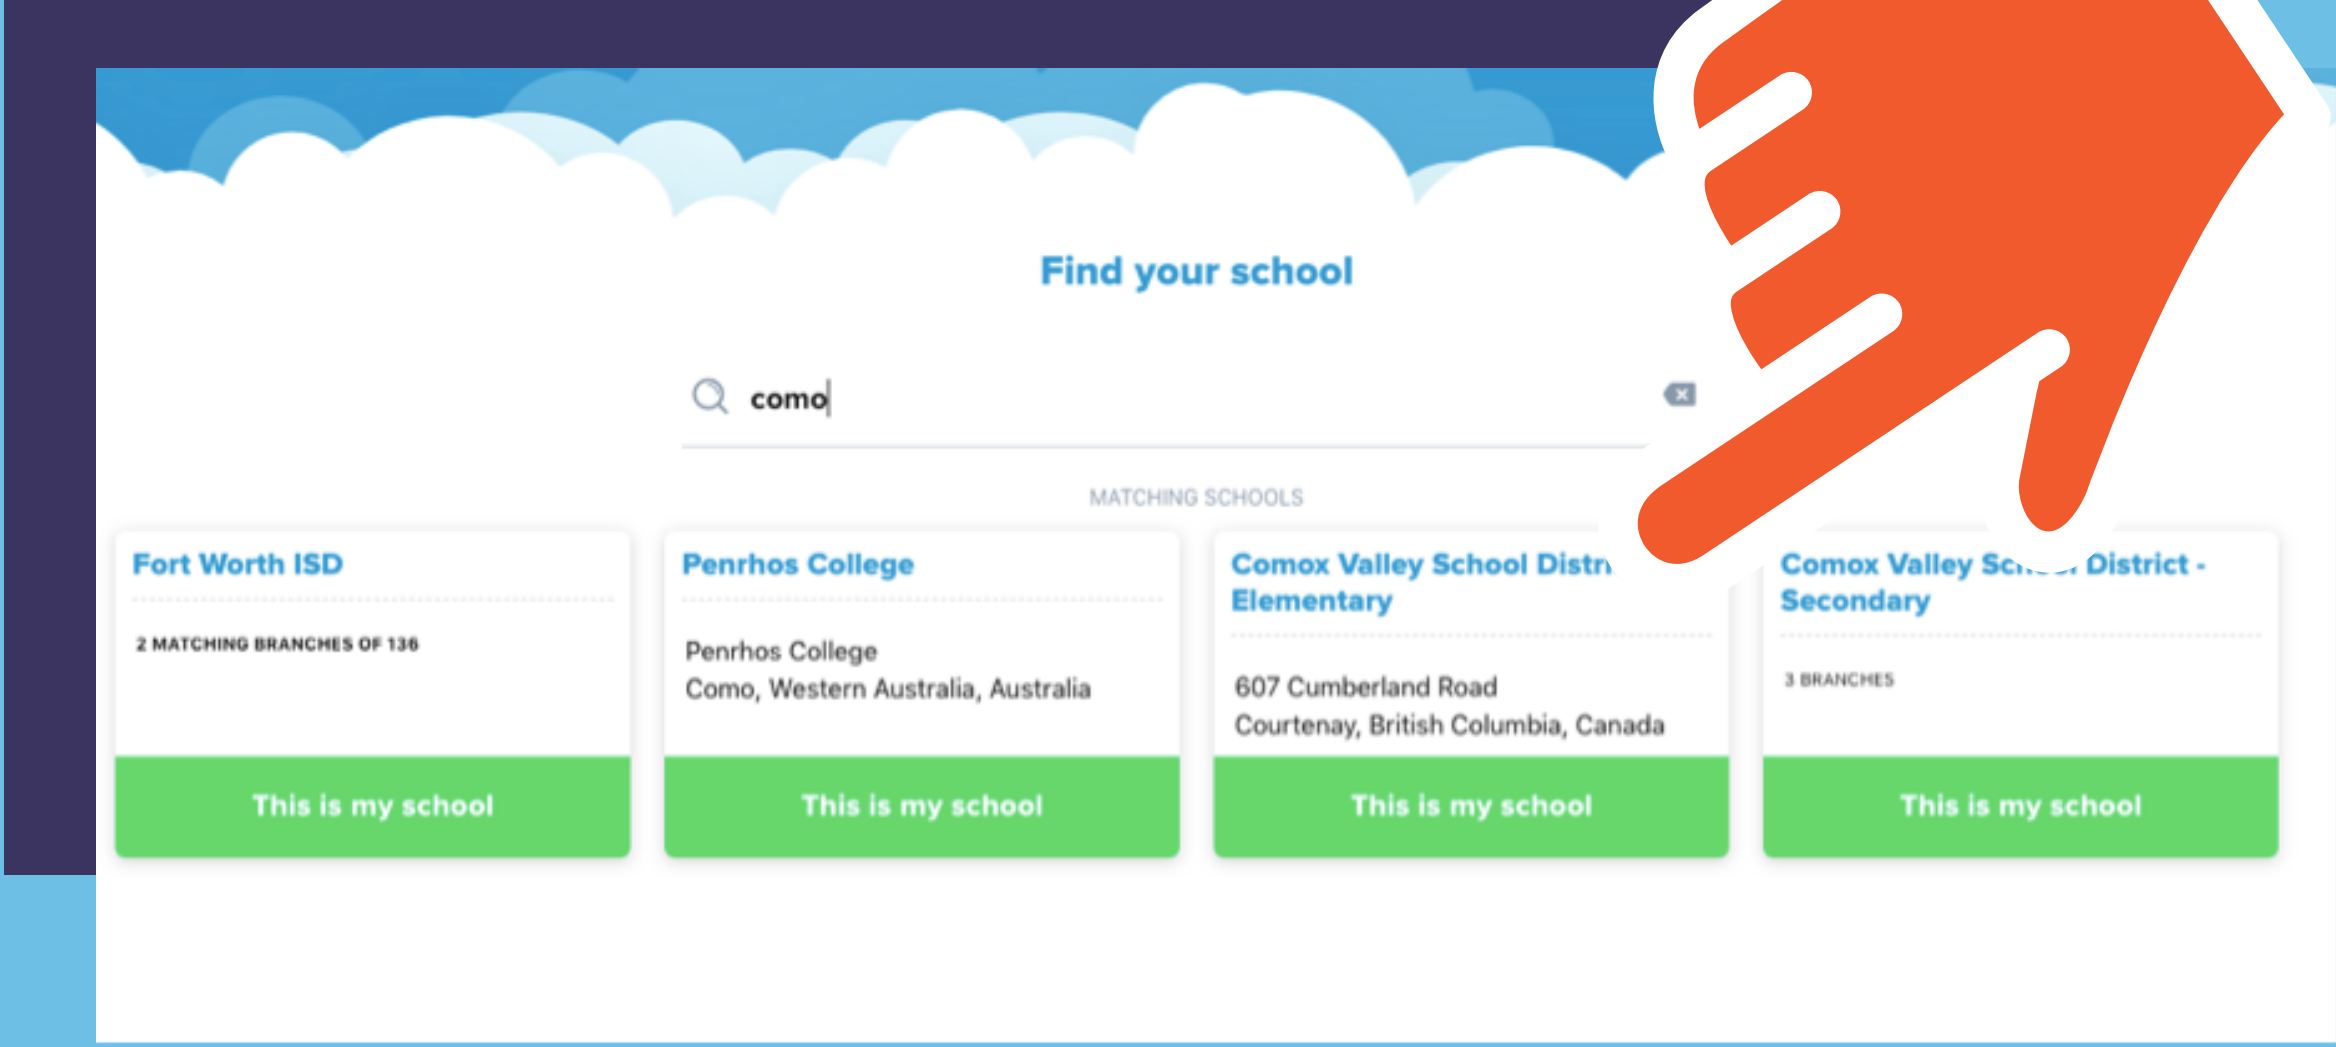 Find your school
como
MATCHING SCHOOLS
Fort Worth ISD
2 MATCHING BRANCHES OF 136
This is my school
Penrhos College
Penrhos College
Como, Western Australia, Australia
This is my school
Comox Valley School
Elementary
607 Cumberland Road
Courtenay, British Columbia, Canada
This is my school
Comox Valley District -
Secondary
3 BRANCHES
This is my school